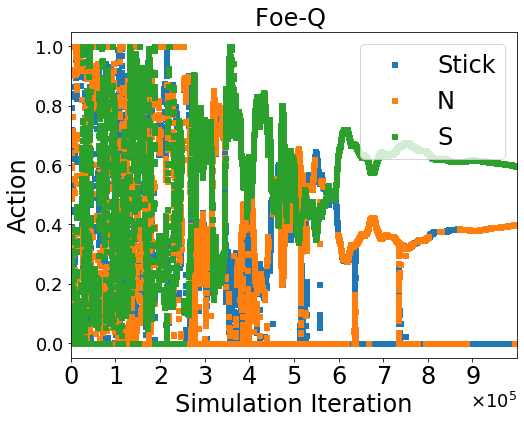 Foe-Q
Action
1.0
0.8
0.6
0.4
0.2
0.0
Stick
N
S
0 1 2 3 4 5 6 7 8 9
×10⁵
Simulation Iteration